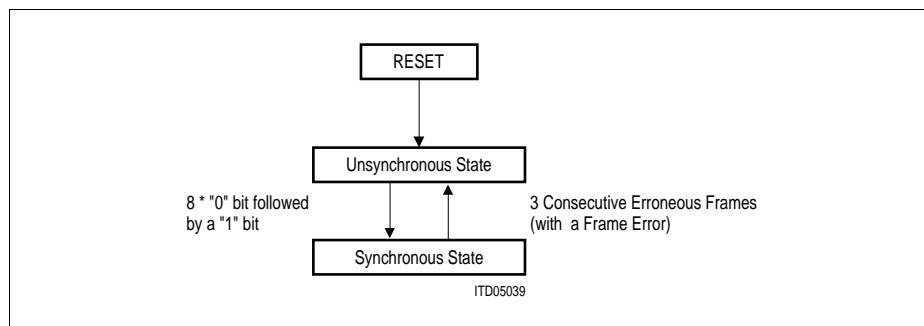 RESET
Unsynchronous State
8 * "0" bit followed
by a "1" bit
3 Consecutive Erroneous Frames
(with a Frame Error)
Synchronous State
ITD05039